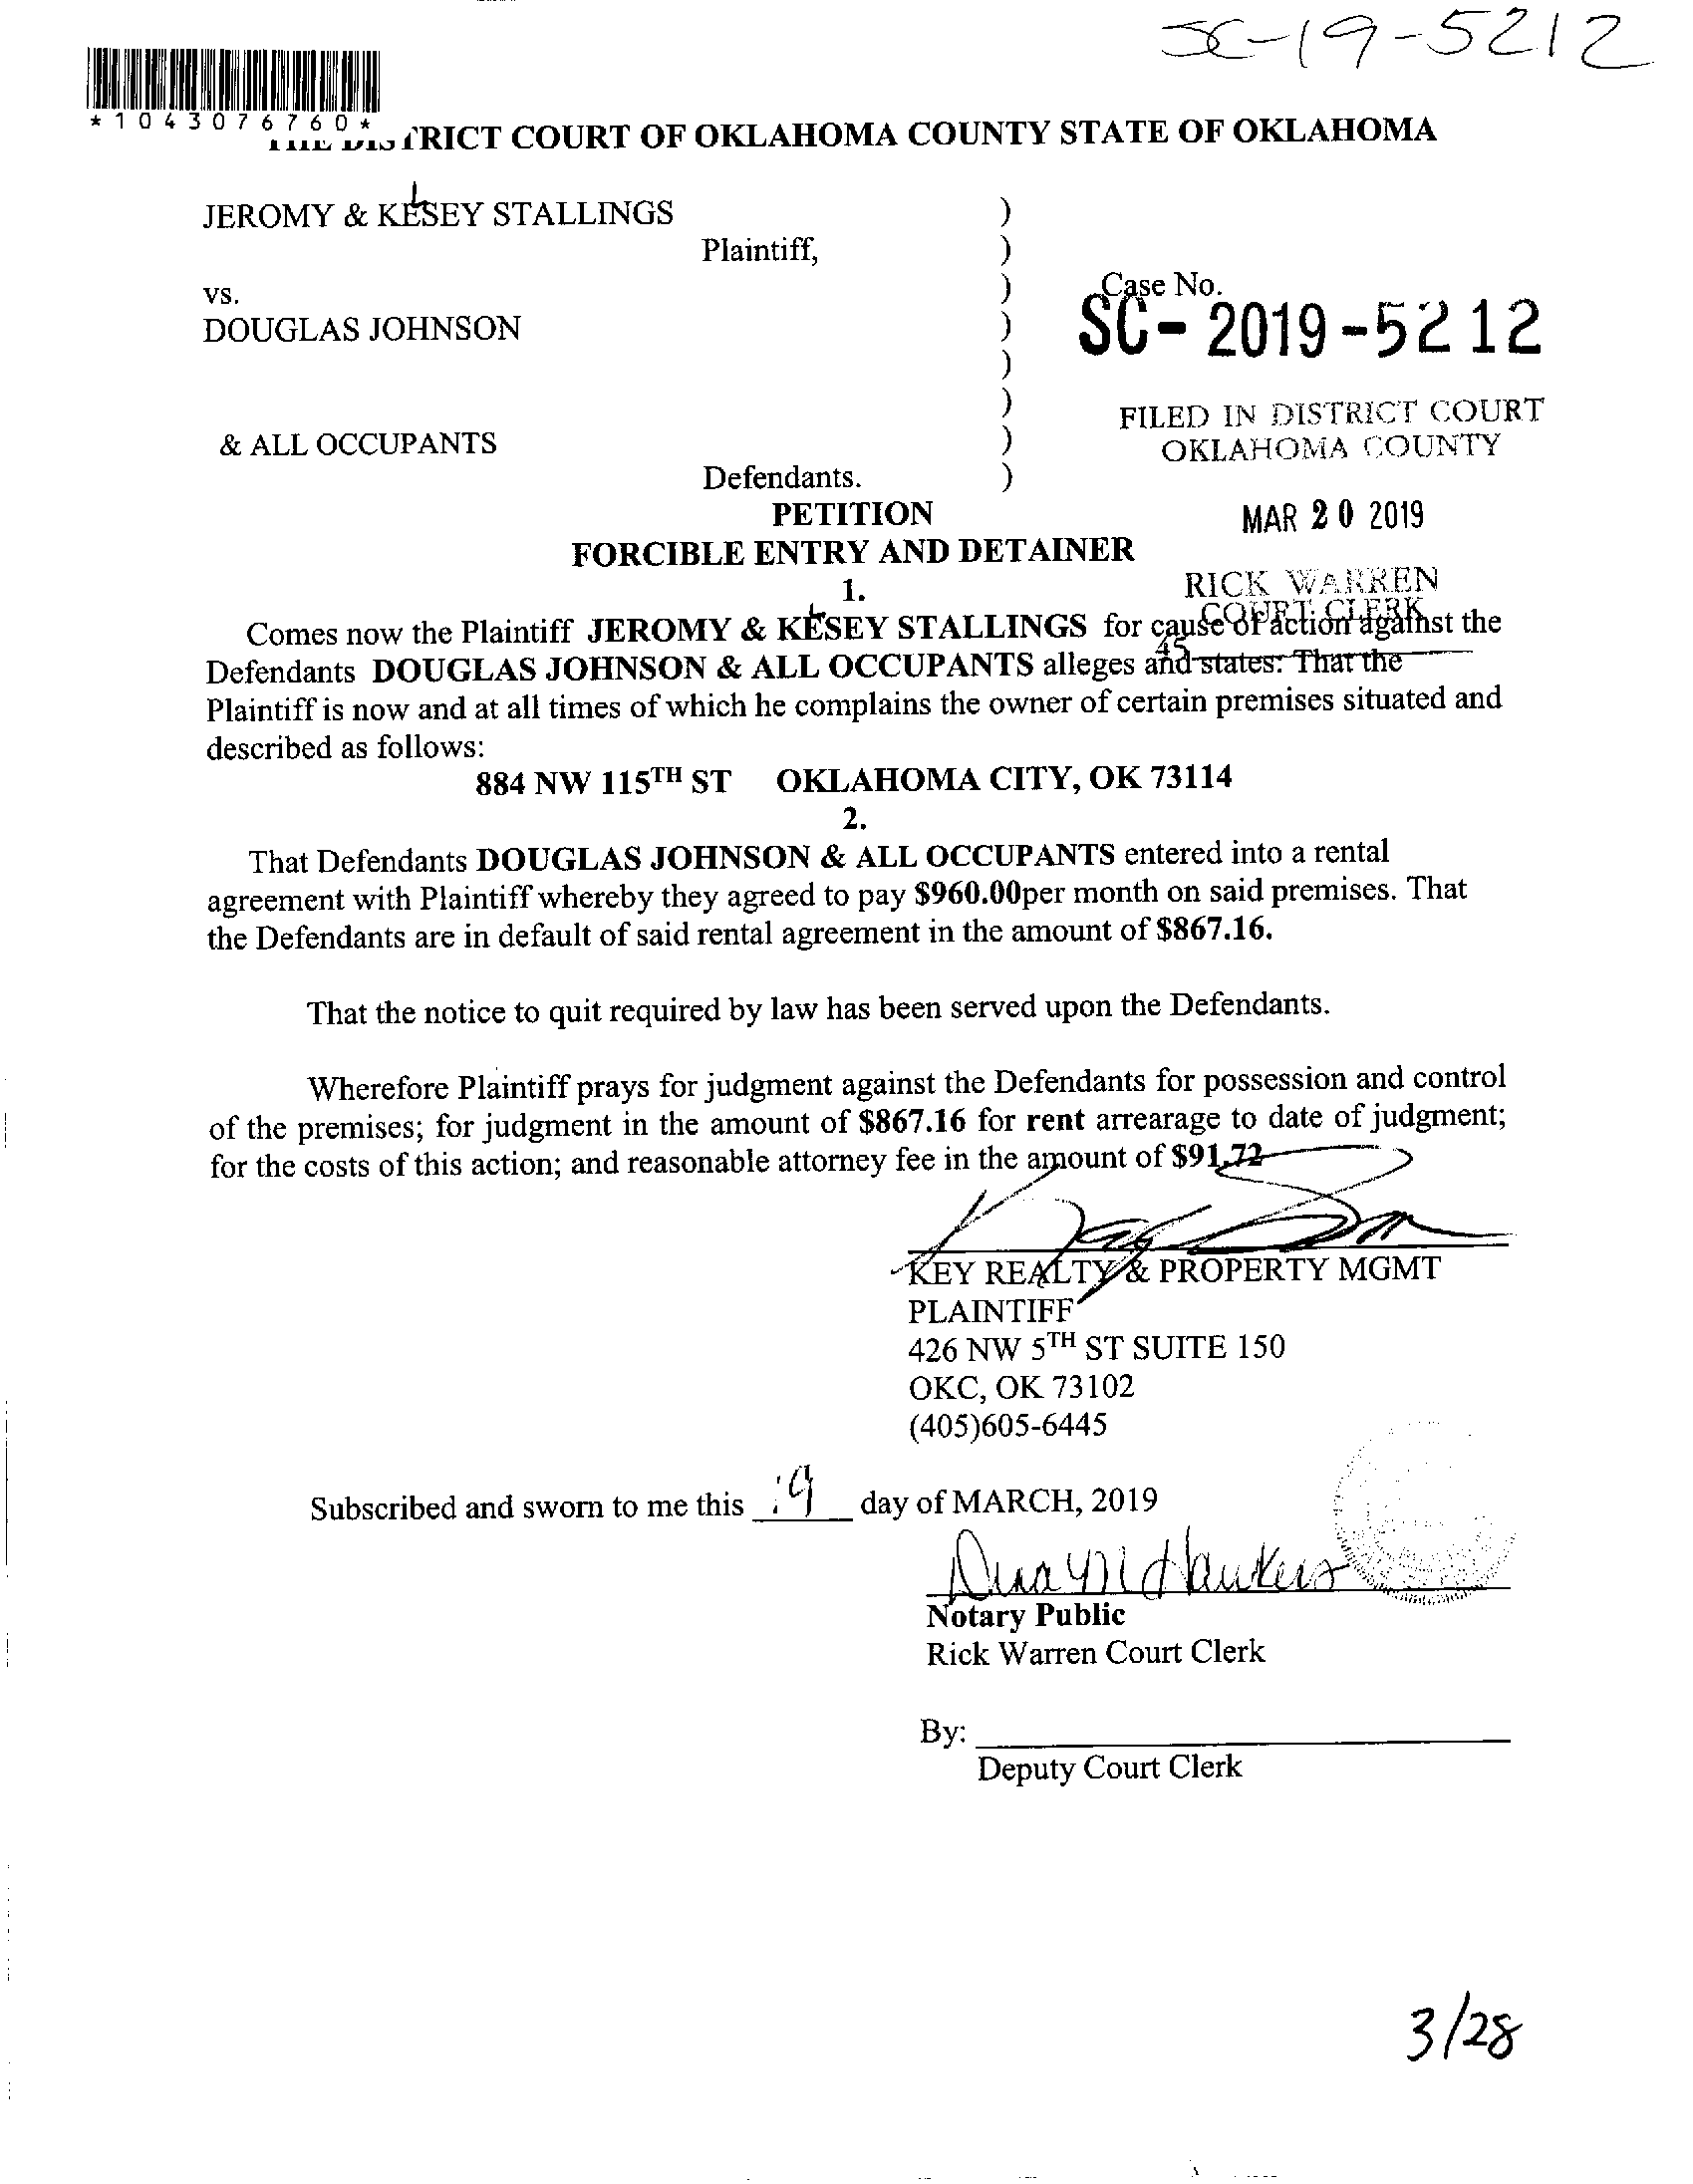 SC-19-5212
*1043076760*
THE DISTRICT COURT OF OKLAHOMA COUNTY STATE OF OKLAHOMA
L
JEROMY & KESEY STALLINGS )
Plaintiff, )
vs. ) Case No.
DOUGLAS JOHNSON ) SC-2019-5212
)
) FILED IN DISTRICT COURT
& ALL OCCUPANTS ) OKLAHOMA COUNTY
Defendants. )
PETITION MAR 20 2019
FORCIBLE ENTRY AND DETAINER
1. RICK WARREN
COURT CLERK
L
Comes now the Plaintiff JEROMY & KESEY STALLINGS for cause of action against the
45
Defendants DOUGLAS JOHNSON & ALL OCCUPANTS alleges and states: That the
Plaintiff is now and at all times of which he complains the owner of certain premises situated and
described as follows:
884 NW 115TH ST OKLAHOMA CITY, OK 73114
2.
That Defendants DOUGLAS JOHNSON & ALL OCCUPANTS entered into a rental
agreement with Plaintiff whereby they agreed to pay $960.00per month on said premises. That
the Defendants are in default of said rental agreement in the amount of $867.16.
That the notice to quit required by law has been served upon the Defendants.
Wherefore Plaintiff prays for judgment against the Defendants for possession and control
of the premises; for judgment in the amount of $867.16 for rent arrearage to date of judgment;
for the costs of this action; and reasonable attorney fee in the amount of $91.72
KEY REALTY & PROPERTY MGMT
PLAINTIFF
426 NW 5TH ST SUITE 150
OKC, OK 73102
(405)605-6445
Subscribed and sworn to me this 19 day of MARCH, 2019
Notary Public
Rick Warren Court Clerk
By:
Deputy Court Clerk
3/28